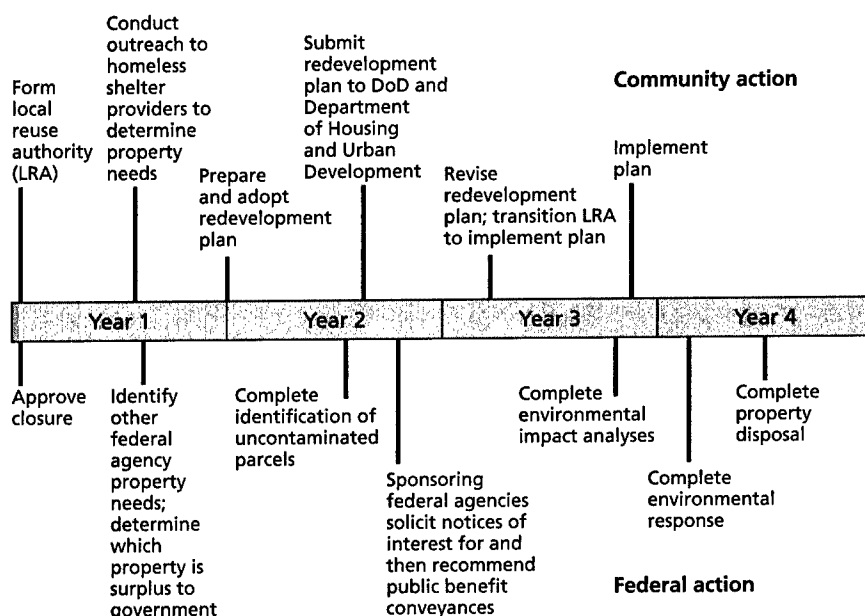 Form
local
reuse
authority
(LRA)
Conduct
outreach to
homeless
shelter
providers to
determine
property
needs
Prepare
and adopt
redevelopment
plan
Submit
redevelopment
plan to DoD and
Department
of Housing
and Urban
Development
Revise
redevelopment
plan; transition LRA
to implement plan
Community action
Implement
plan
Year 1
Year 2
Year 3
Year 4
Approve
closure
Identify
other
federal
agency
property
needs;
determine
which
property is
surplus to
government
Complete
identification of
uncontaminated
parcels
Sponsoring
federal agencies
solicit notices of
interest for and
then recommend
public benefit
conveyances
Complete
environmental
impact analyses
Complete
environmental
response
Complete
property
disposal
Federal action